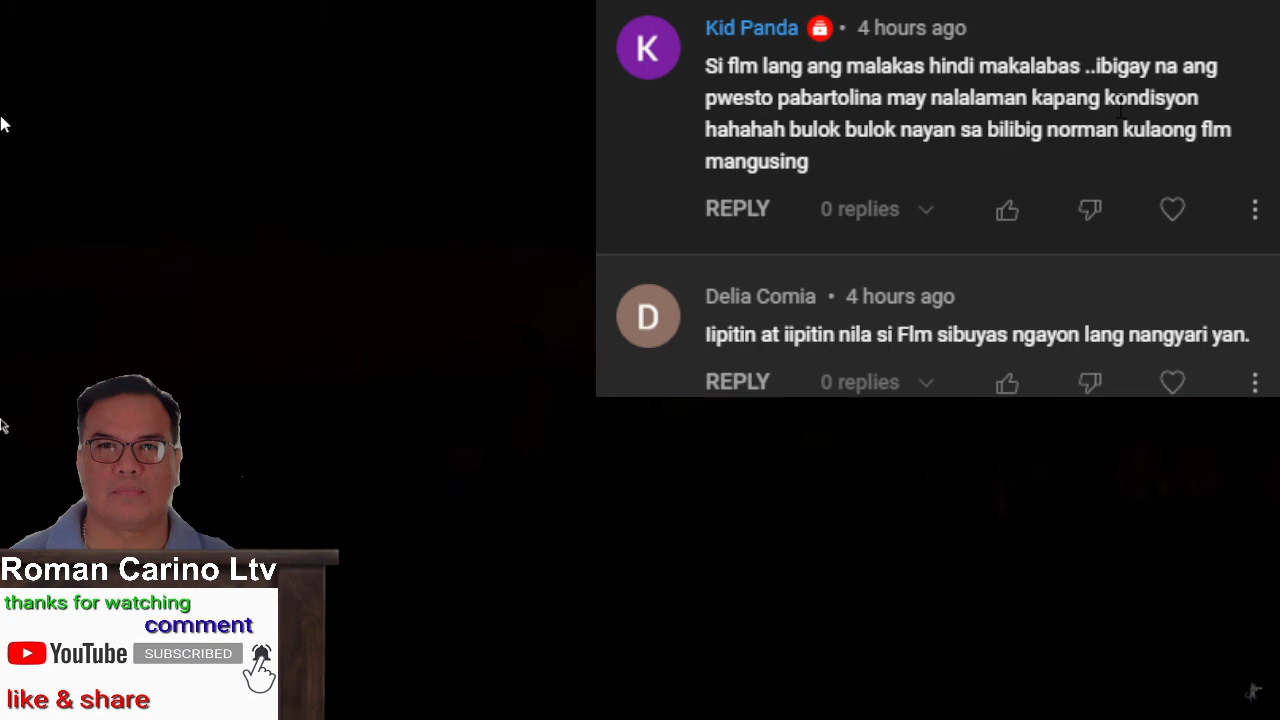 Kid Panda • 4 hours ago
Si flm lang ang malakas hindi makalabas ..ibigay na ang
pwesto pabartolina may nalalaman kapang kondisyon
hahahah bulok bulok nayan sa bilibig norman kulaong flm
mangusing
REPLY 0 replies
Delia Comia • 4 hours ago
Iipitin at iipitin nila si Flm sibuyas ngayon lang nangyari yan.
REPLY 0 replies
K
D
Roman Carino Ltv
thanks for watching
comment
YouTube SUBSCRIBED
like & share